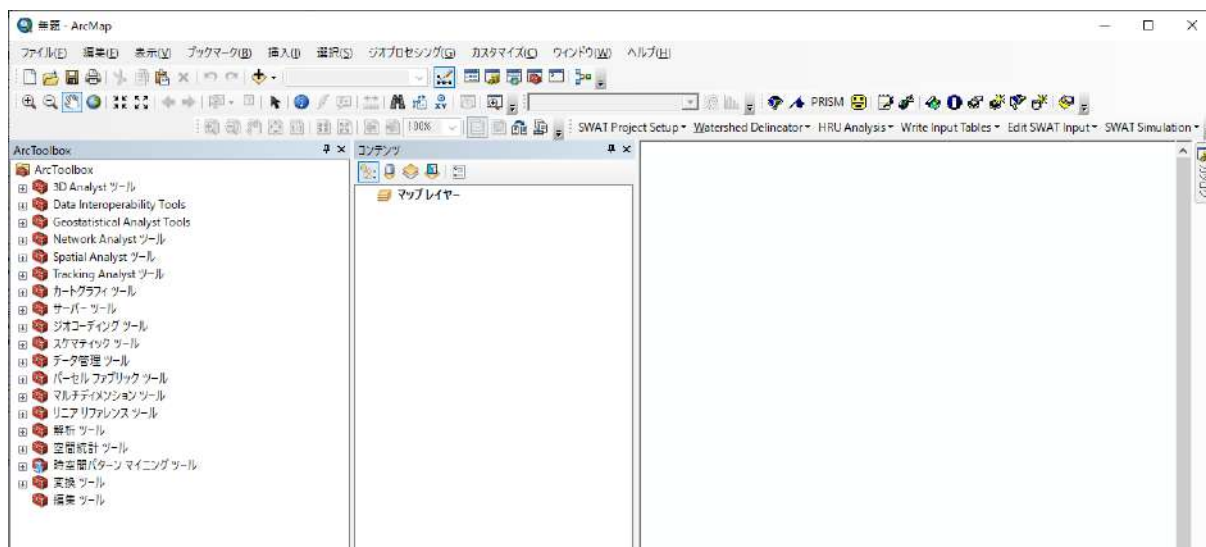 無題 - ArcMap
ファイル(F) 編集(E) 表示(V) ブックマーク(B) 挿入(I) 選択(S) ジオプロセシング(G) カスタマイズ(C) ウィンドウ(W) ヘルプ(H)
PRISM
100% SWAT Project Setup Watershed Delineator HRU Analysis Write Input Tables Edit SWAT Input SWAT Simulation
ArcToolbox
ArcToolbox
3D Analyst ツール
Data Interoperability Tools
Geostatistical Analyst Tools
Network Analyst ツール
Spatial Analyst ツール
Tracking Analyst ツール
カートグラフィ ツール
サーバー ツール
ジオコーディング ツール
スケマティック ツール
データ管理 ツール
パーセル ファブリック ツール
マルチディメンション ツール
リニア リファレンス ツール
解析 ツール
空間統計 ツール
時空間パターン マイニング ツール
変換 ツール
編集 ツール
コンテンツ
マップ レイヤー
カタログ